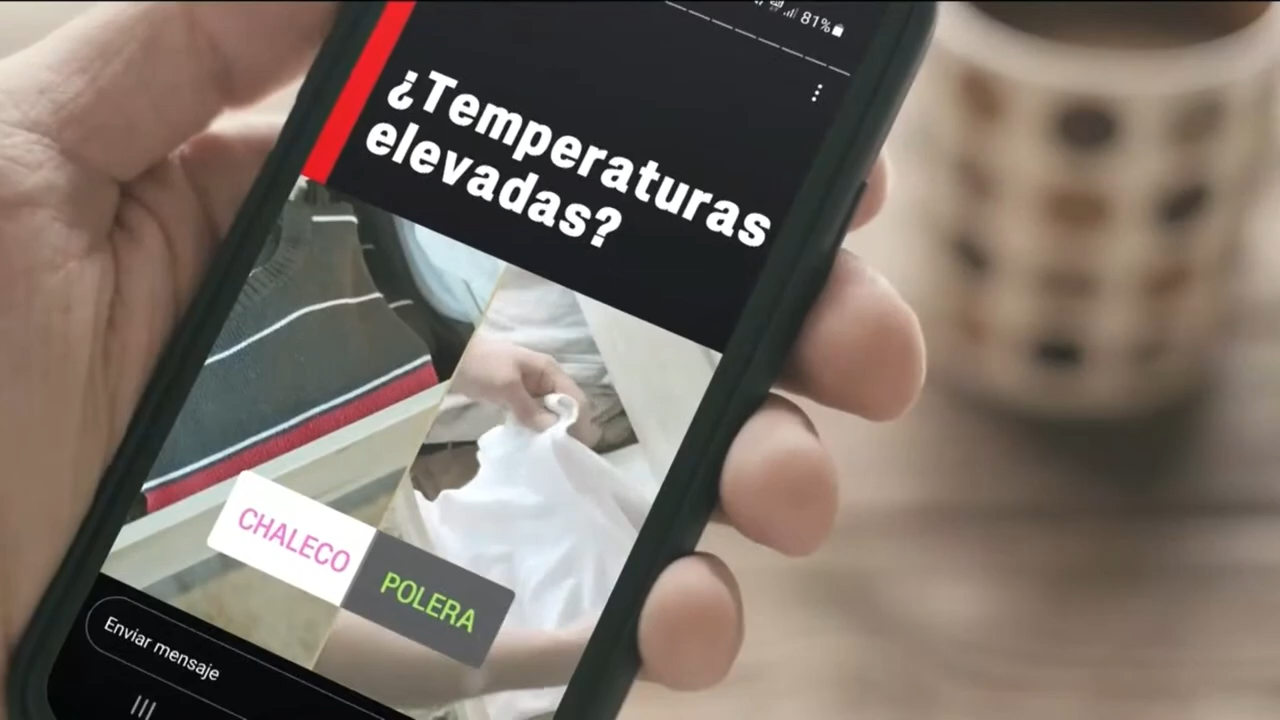 81%
¿Temperaturas
elevadas?
CHALECO
POLERA
Enviar mensaje